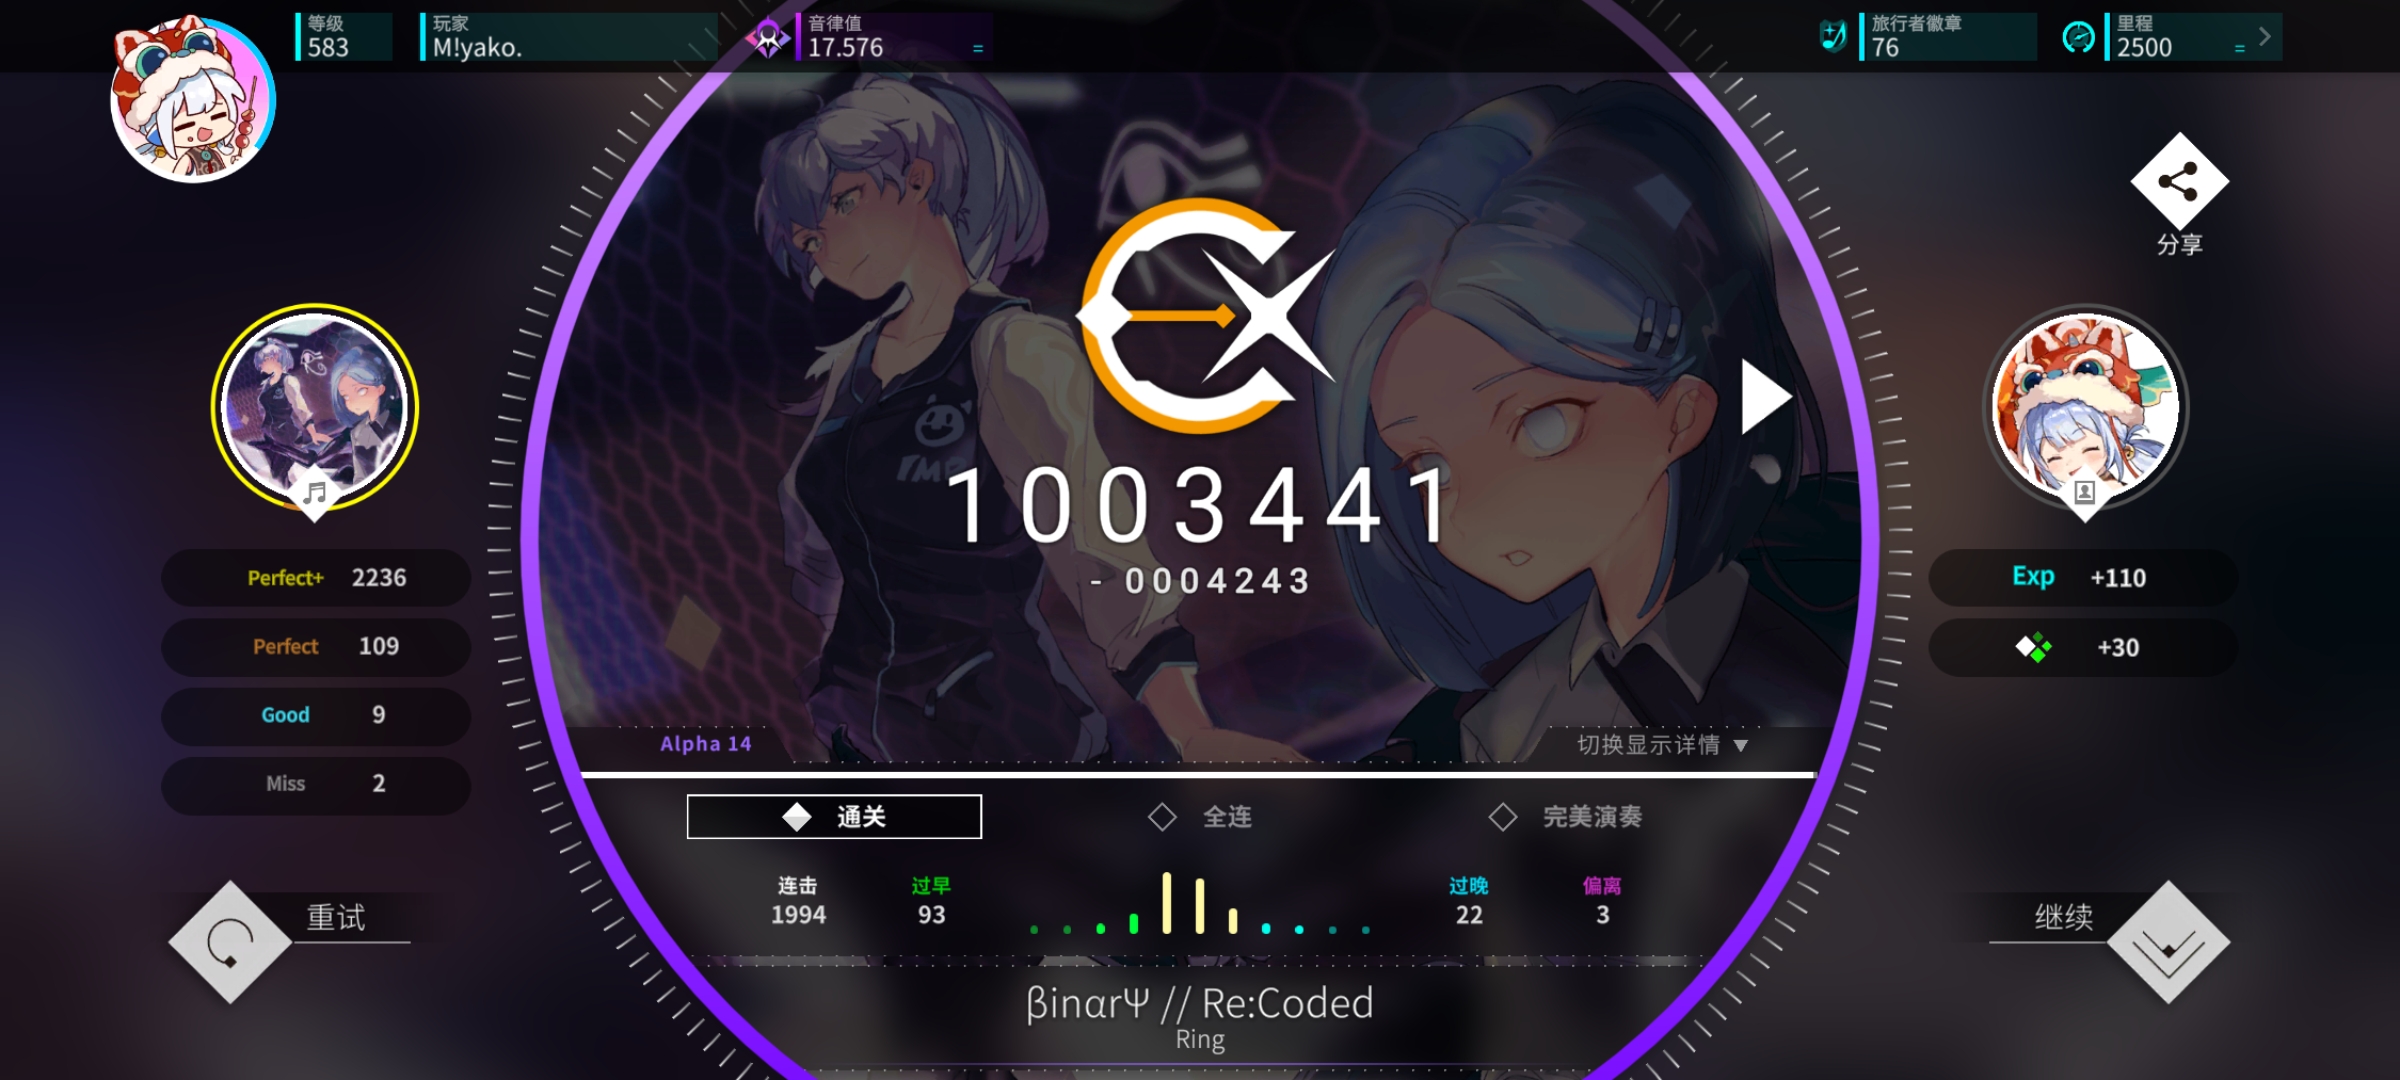 等级
583
玩家
M!yako.
音律值
17.576
=
旅行者徽章
76
里程
2500
=
分享
EX
1003441
- 0004243
Perfect+ 2236
Perfect 109
Good 9
Miss 2
Exp +110
+30
Alpha 14
切换显示详情 ▼
通关
全连
完美演奏
连击
1994
过早
93
过晚
22
偏离
3
重试
继续
βinαrΨ // Re:Coded
Ring